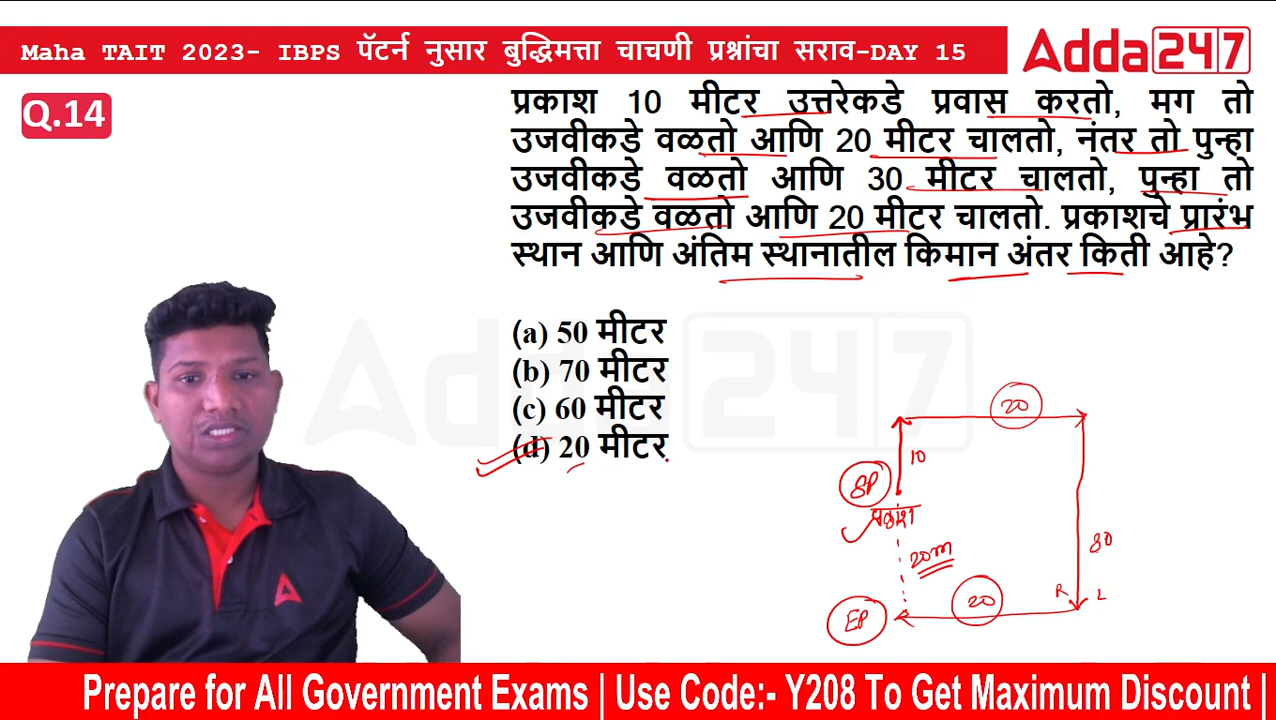 Maha TAIT 2023- IBPS पॅटर्न नुसार बुद्धिमत्ता चाचणी प्रश्नांचा सराव-DAY 15
Adda247
Q.14
प्रकाश 10 मीटर उत्तरेकडे प्रवास करतो, मग तो
उजवीकडे वळतो आणि 20 मीटर चालतो, नंतर तो पुन्हा
उजवीकडे वळतो आणि 30 मीटर चालतो, पुन्हा तो
उजवीकडे वळतो आणि 20 मीटर चालतो. प्रकाशचे प्रारंभ
स्थान आणि अंतिम स्थानातील किमान अंतर किती आहे?
(a) 50 मीटर
(b) 70 मीटर
(c) 60 मीटर
(d) 20 मीटर
Adda247
20
10
SP
प्रकाश
20m
30
R L
20
EP
Prepare for All Government Exams | Use Code:- Y208 To Get Maximum Discount |